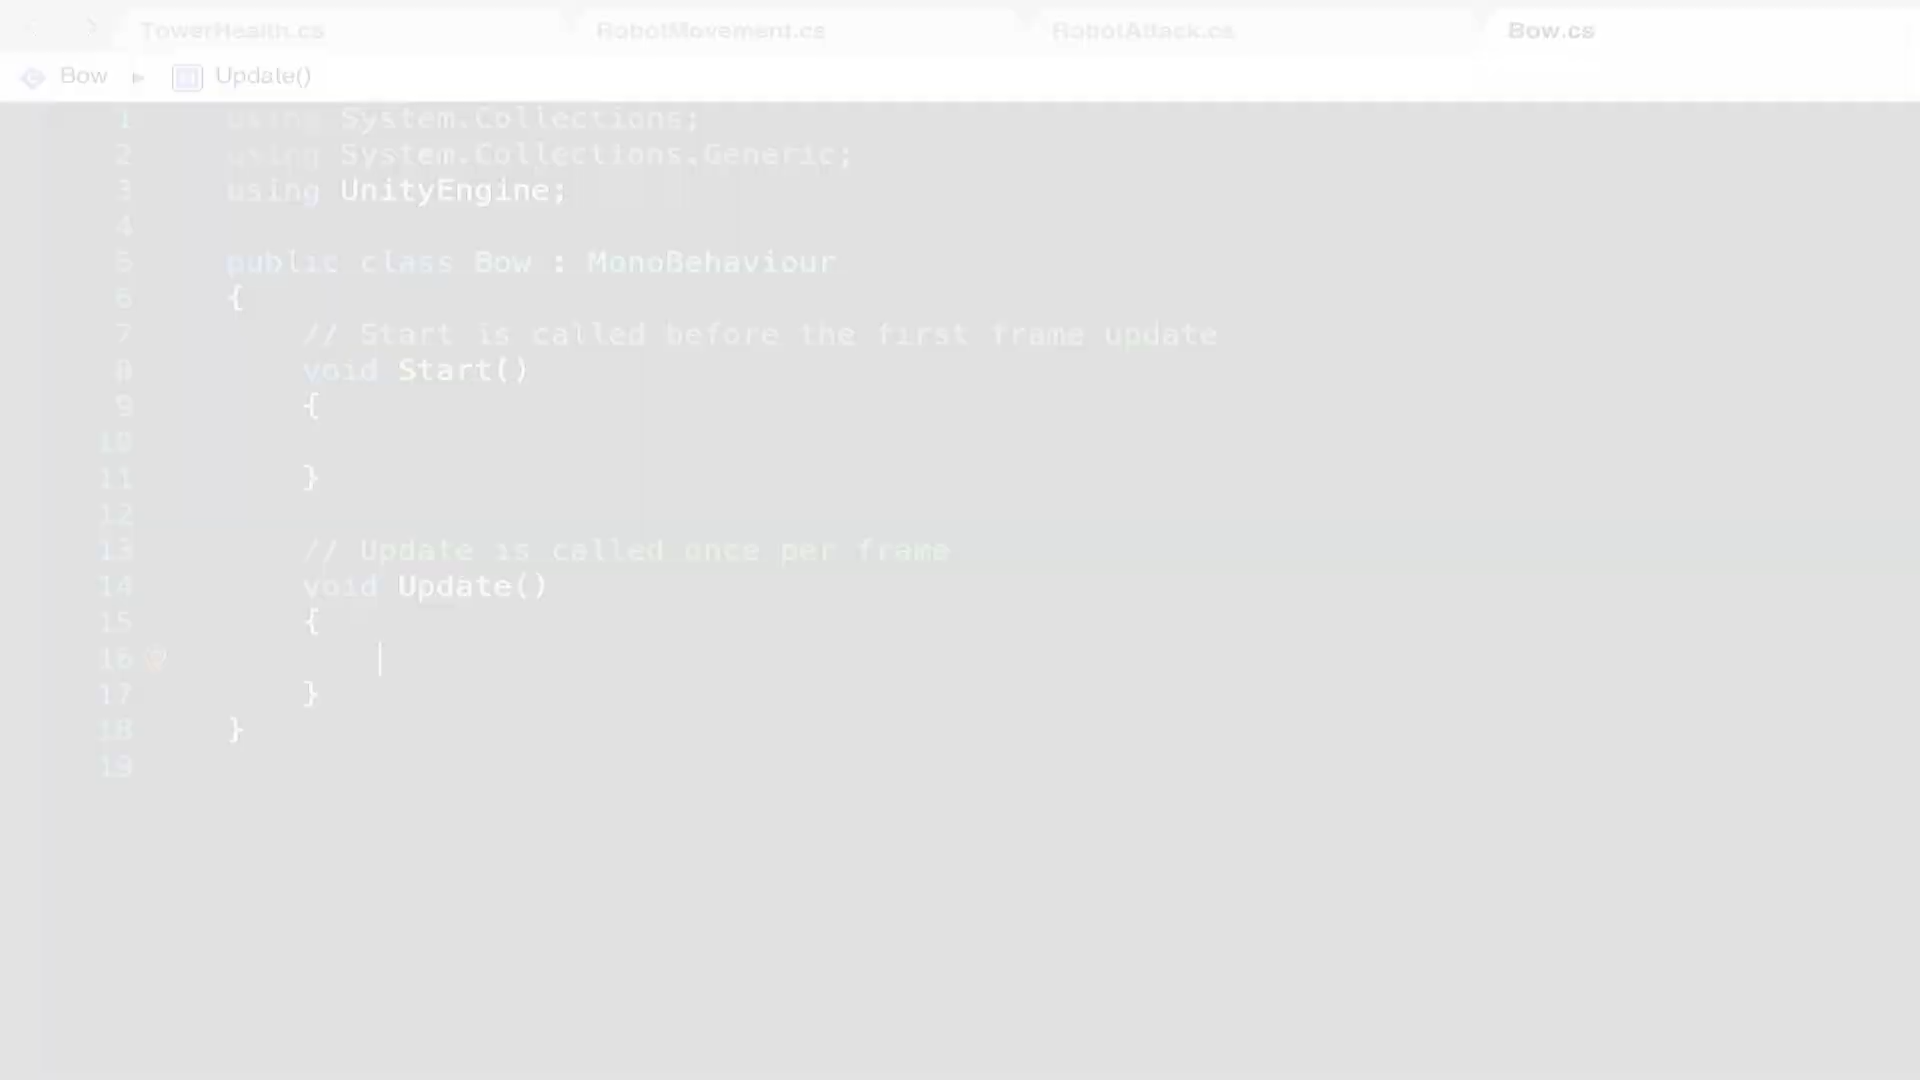 TowerHealth.cs RobotMovement.cs RobotAttack.cs Bow.cs
Bow Update()
1 using System.Collections;
2 using System.Collections.Generic;
3 using UnityEngine;
4
5 public class Bow : MonoBehaviour
6 {
7 // Start is called before the first frame update
8 void Start()
9 {
10
11 }
12
13 // Update is called once per frame
14 void Update()
15 {
16
17 }
18 }
19